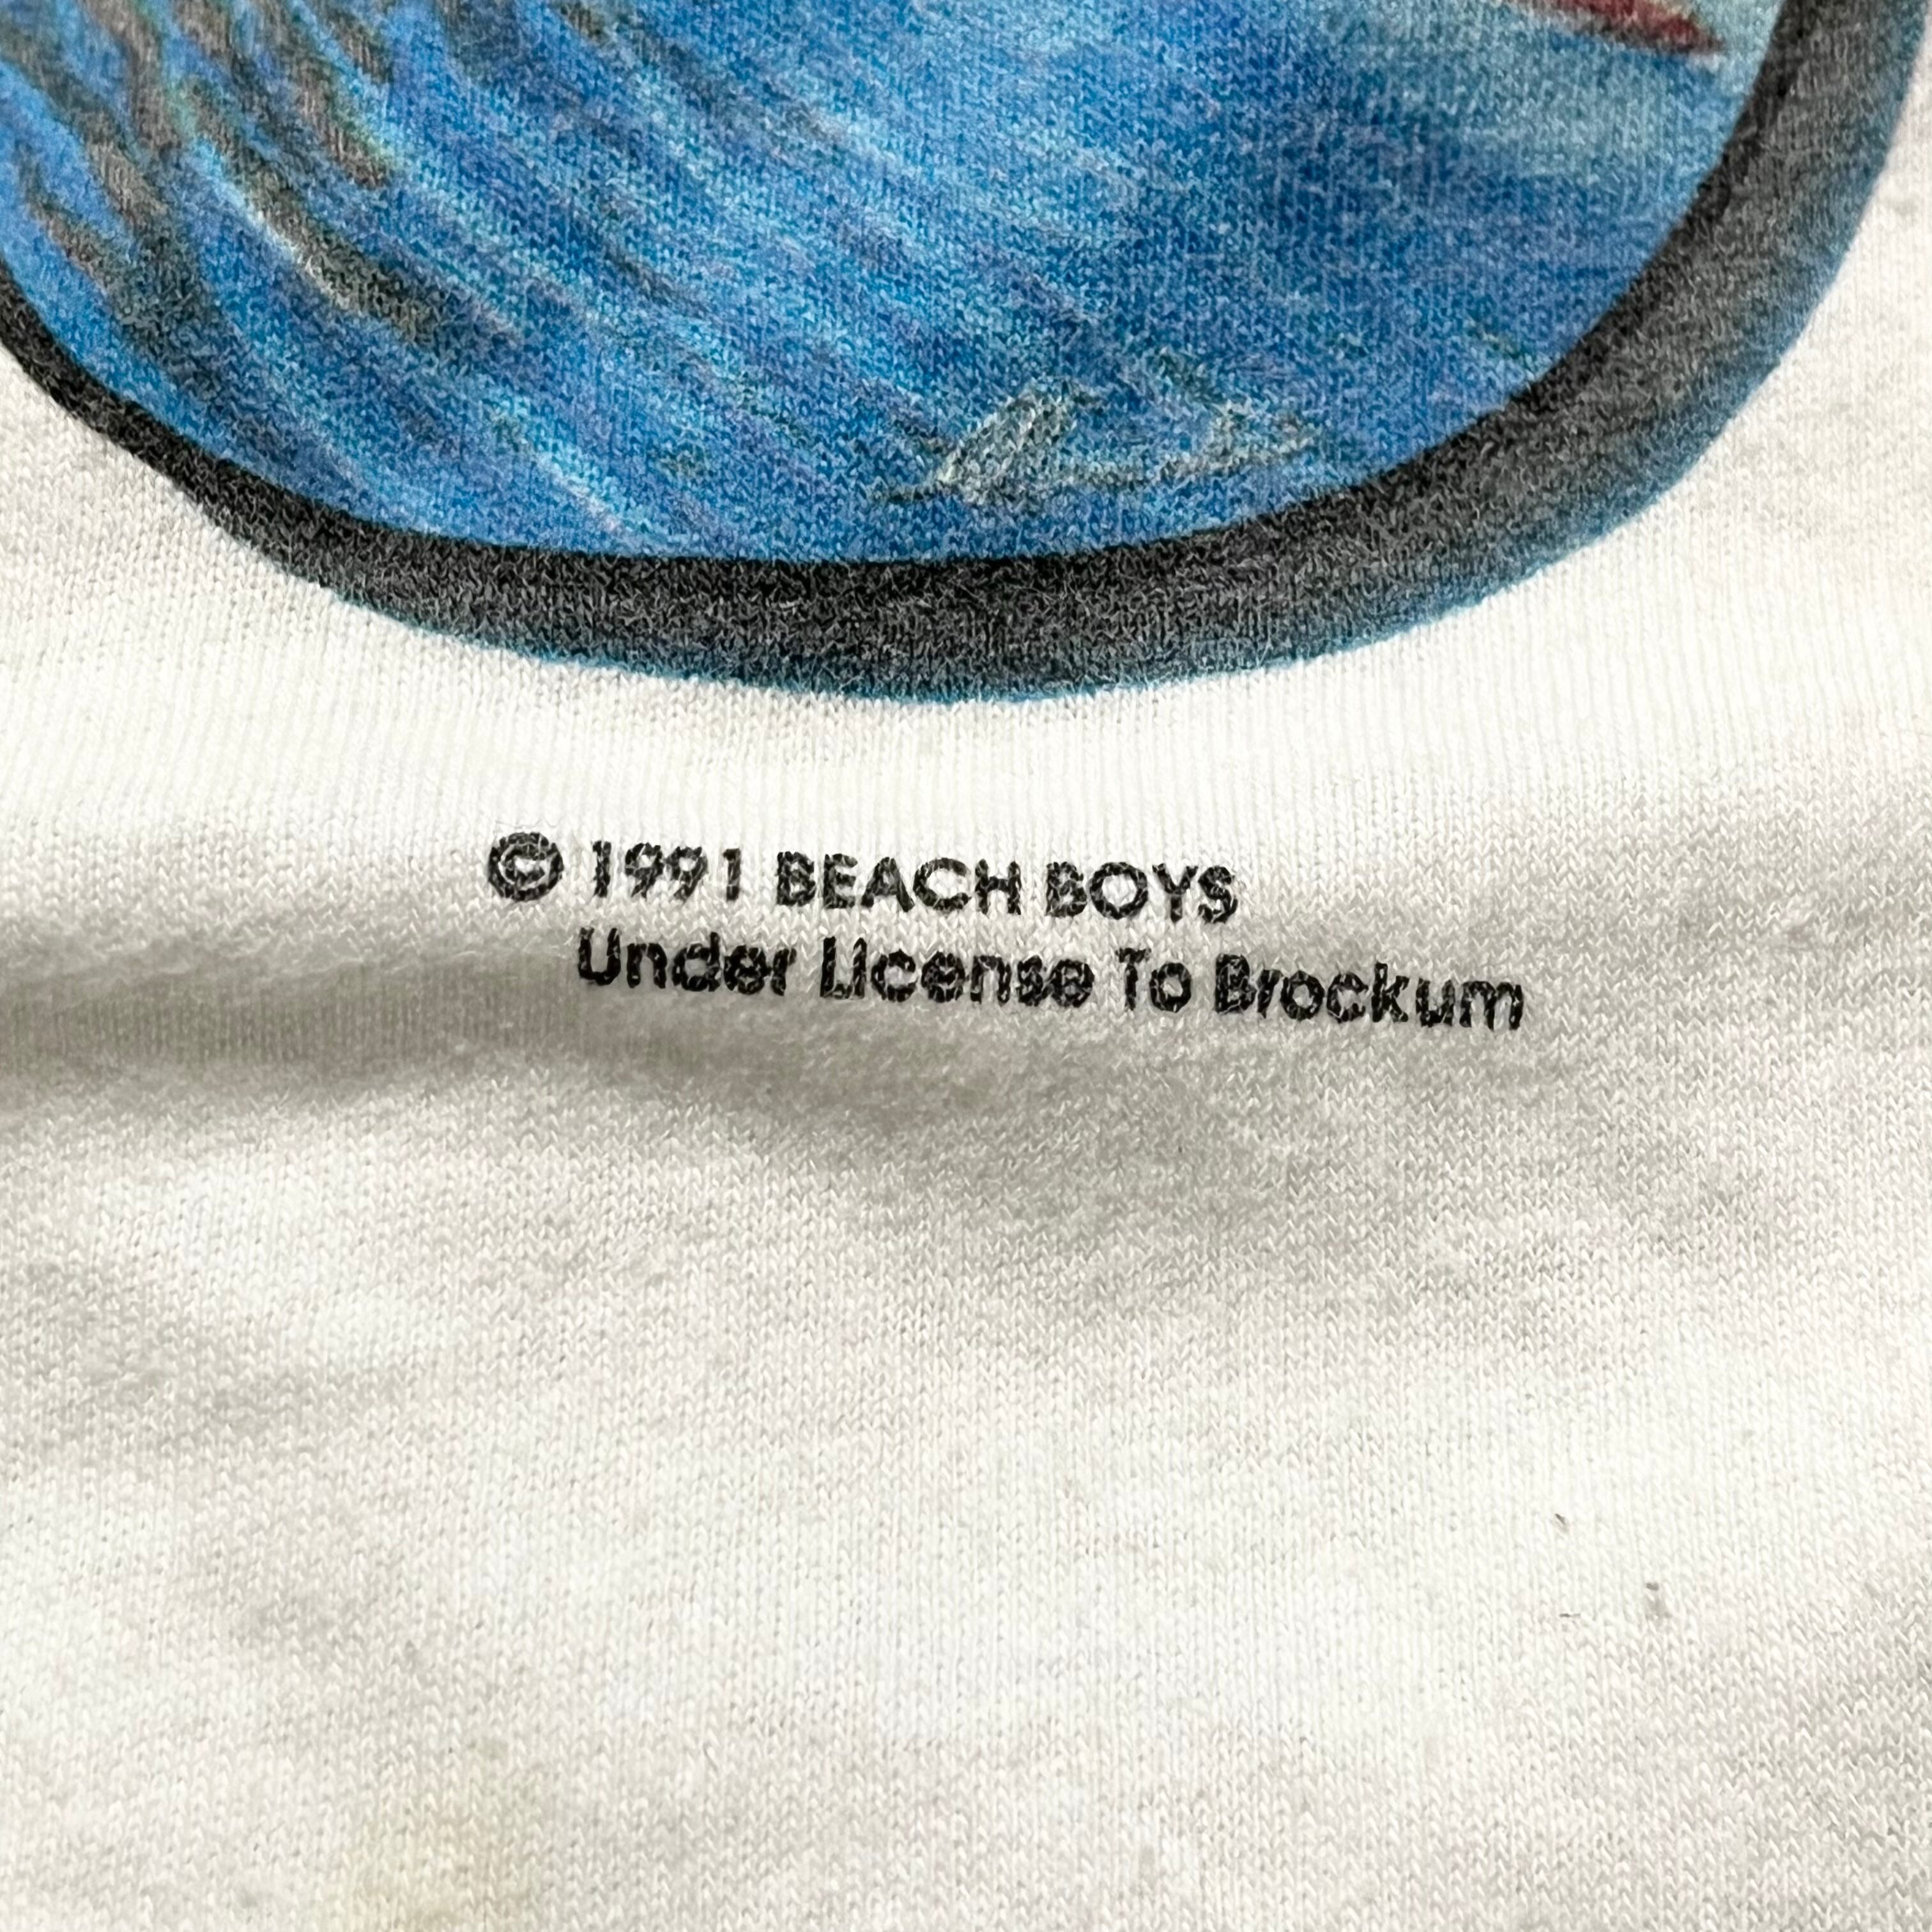 © 1991 BEACH BOYS
Under License To Brockum